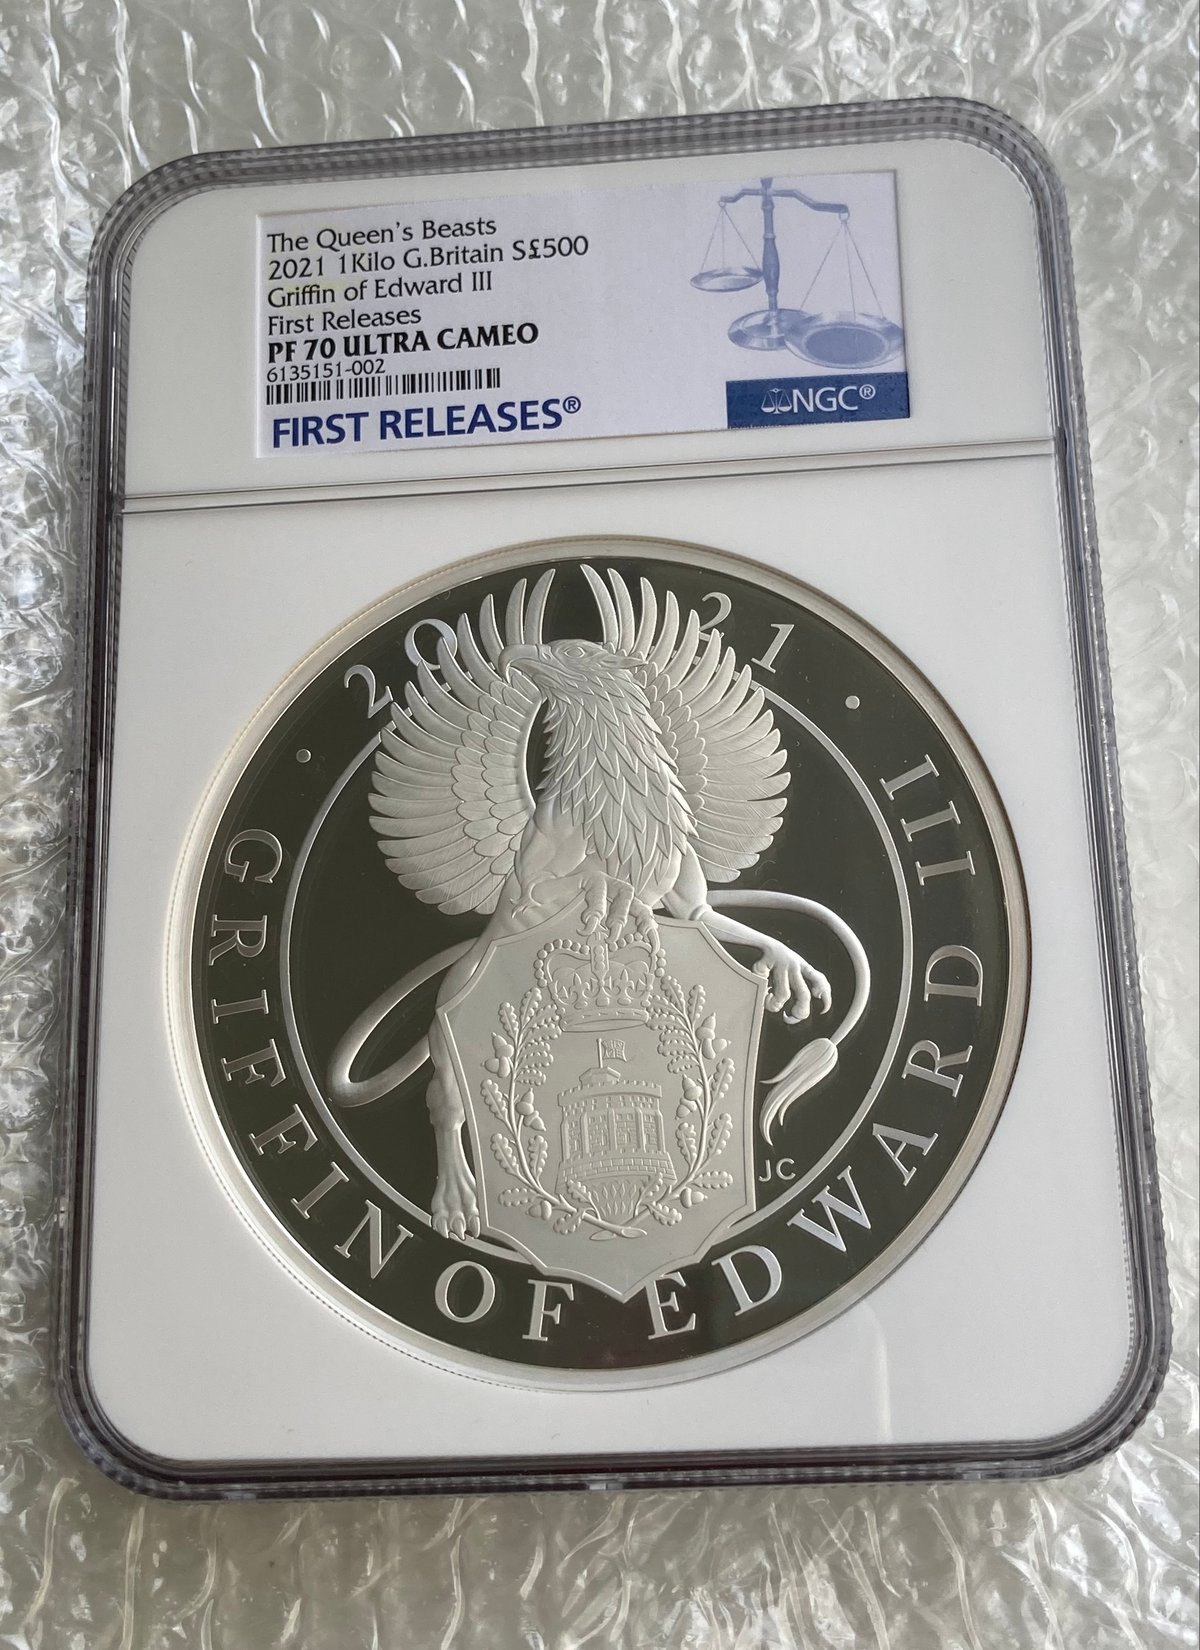 The Queen's Beasts
2021 1Kilo G.Britain S£500
Griffin of Edward III
First Releases
PF 70 ULTRA CAMEO
6135151-002
FIRST RELEASES®
NGC®
· 2021 ·
GRIFFIN OF EDWARD III
JC